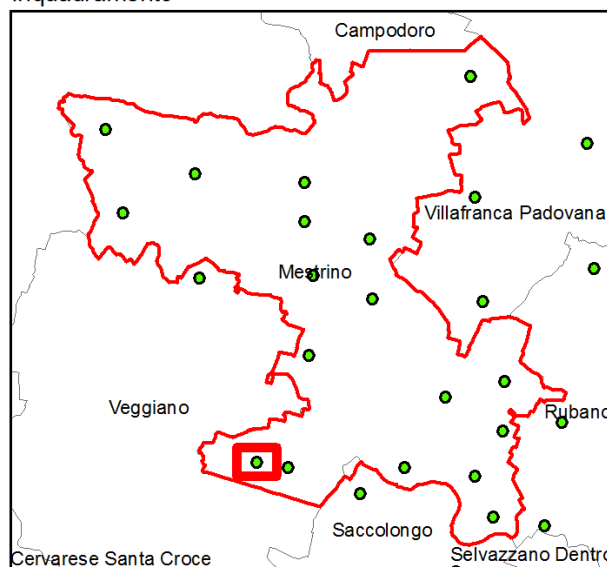 Inquadramento
Campodoro
Villafranca Padovana
Mestrino
Veggiano
Rubano
Saccolongo
Cervarese Santa Croce
Selvazzano Dentro